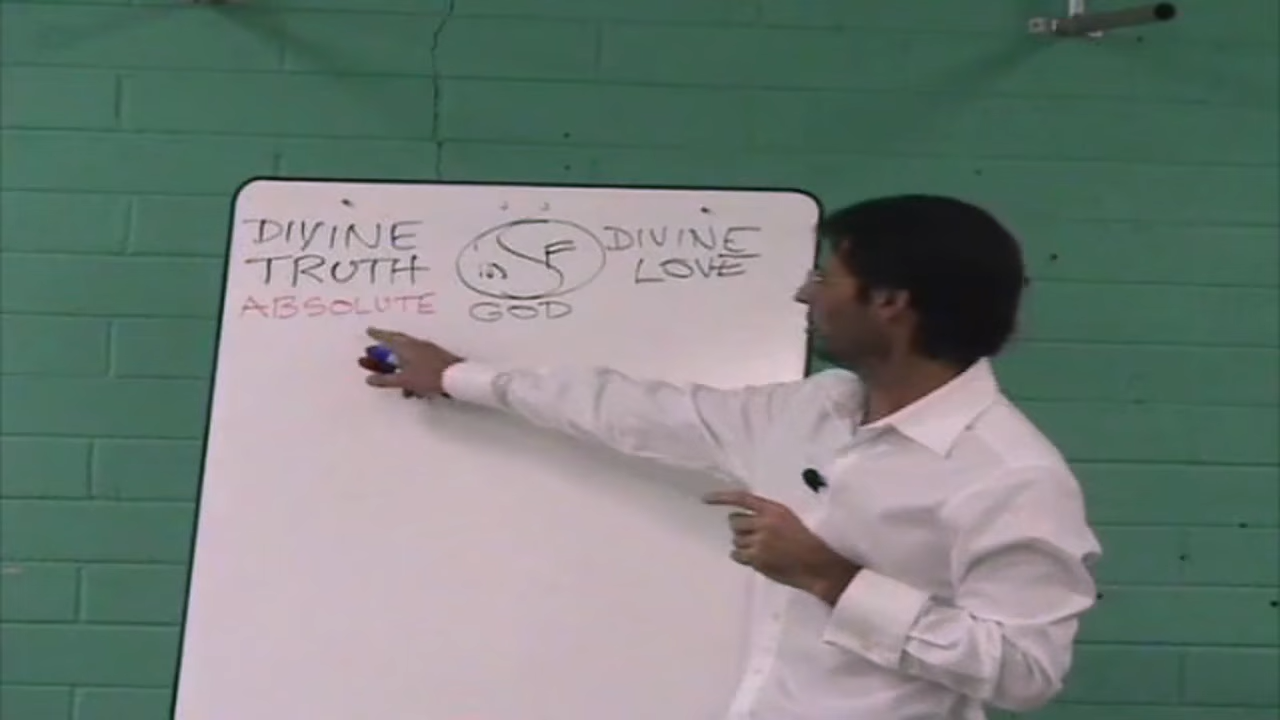 DIVINE
TRUTH
ABSOLUTE
F
GOD
DIVINE
LOVE